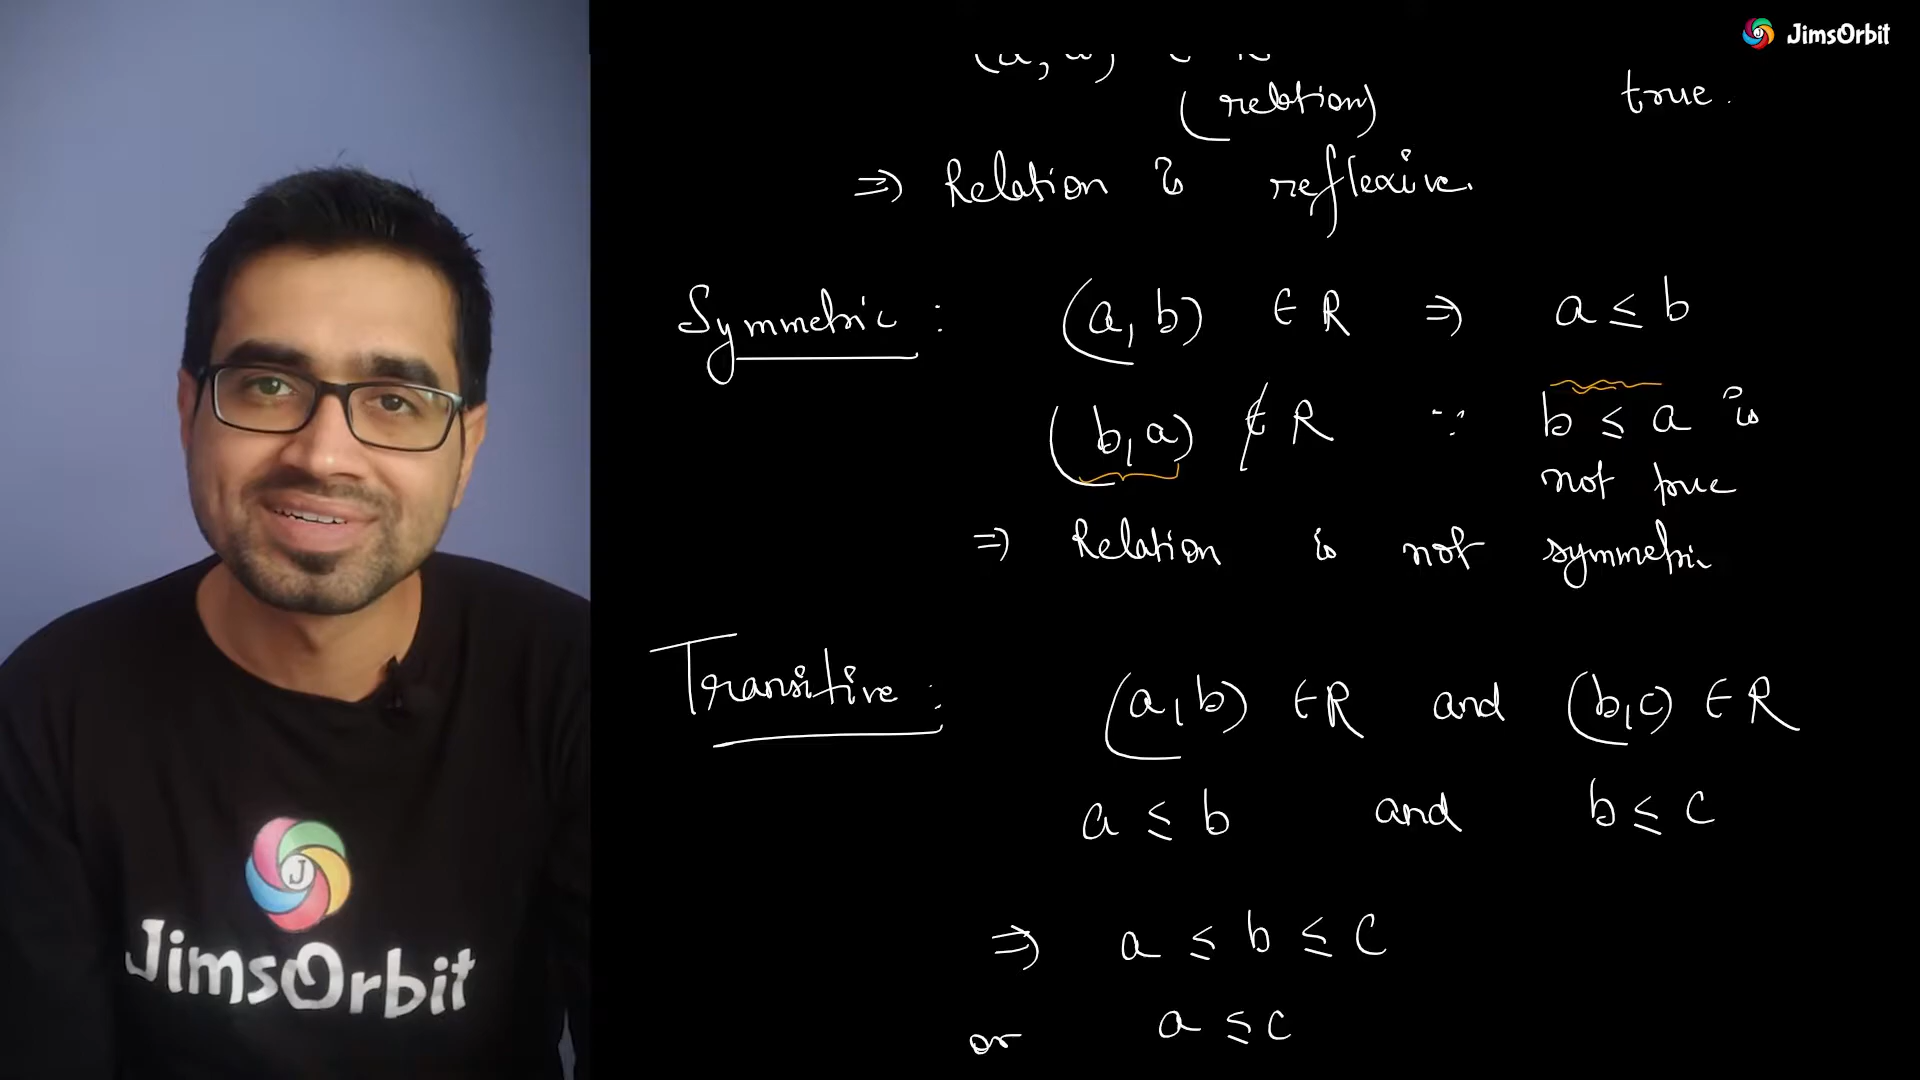 JimsOrbit
true.
(relation)
⇒ Relation is reflexive.
Symmetric : (a, b) ∈ R ⇒ a ≤ b
(b, a) ∉ R ∵ b ≤ a is
not true
⇒ Relation is not symmetric
Transitive : (a, b) ∈ R and (b, c) ∈ R
a ≤ b and b ≤ c
⇒ a ≤ b ≤ c
or a ≤ c
J
JimsOrbit